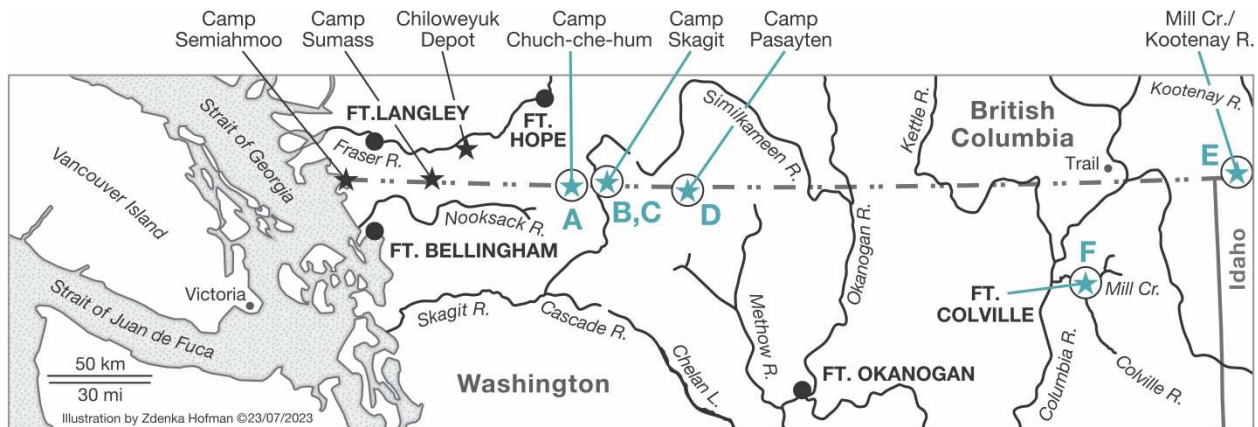 Camp
Semiahmoo
Camp
Sumass
Chiloweyuk
Depot
Camp
Chuch-che-hum
Camp
Skagit
Camp
Pasayten
Mill Cr./
Kootenay R.
Strait of Georgia
Vancouver Island
FT.LANGLEY
Fraser R.
FT.
HOPE
Similkameen R.
Kettle R.
British
Columbia
Trail
Kootenay R.
E
A
B,C
D
Nooksack R.
FT. BELLINGHAM
Okanogan R.
Victoria
Strait of Juan de Fuca
Skagit R.
Cascade R.
Chelan L.
Methow R.
F
FT.
COLVILLE
Mill Cr.
Idaho
Washington
FT. OKANOGAN
Columbia R.
Colville R.
50 km
30 mi
Illustration by Zdenka Hofman ©23/07/2023